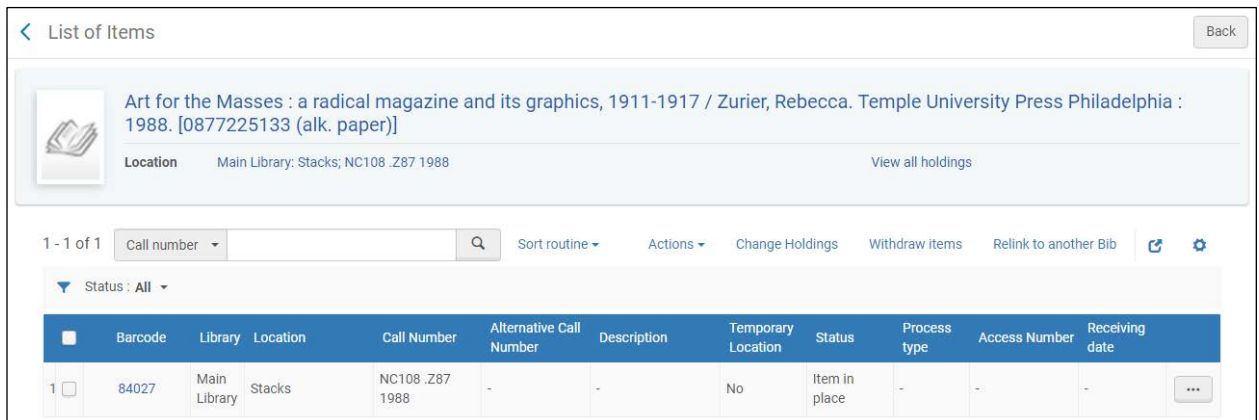 List of Items
Back
Art for the Masses : a radical magazine and its graphics, 1911-1917 / Zurier, Rebecca. Temple University Press Philadelphia :
1988. [0877225133 (alk. paper)]
Location Main Library: Stacks; NC108 .Z87 1988 View all holdings
1 - 1 of 1 Call number Sort routine Actions Change Holdings Withdraw items Relink to another Bib
Status : All
Barcode Library Location Call Number Alternative Call Number Description Temporary Location Status Process type Access Number Receiving date
1 84027 Main Library Stacks NC108 .Z87 1988 - - No Item in place - - - ...